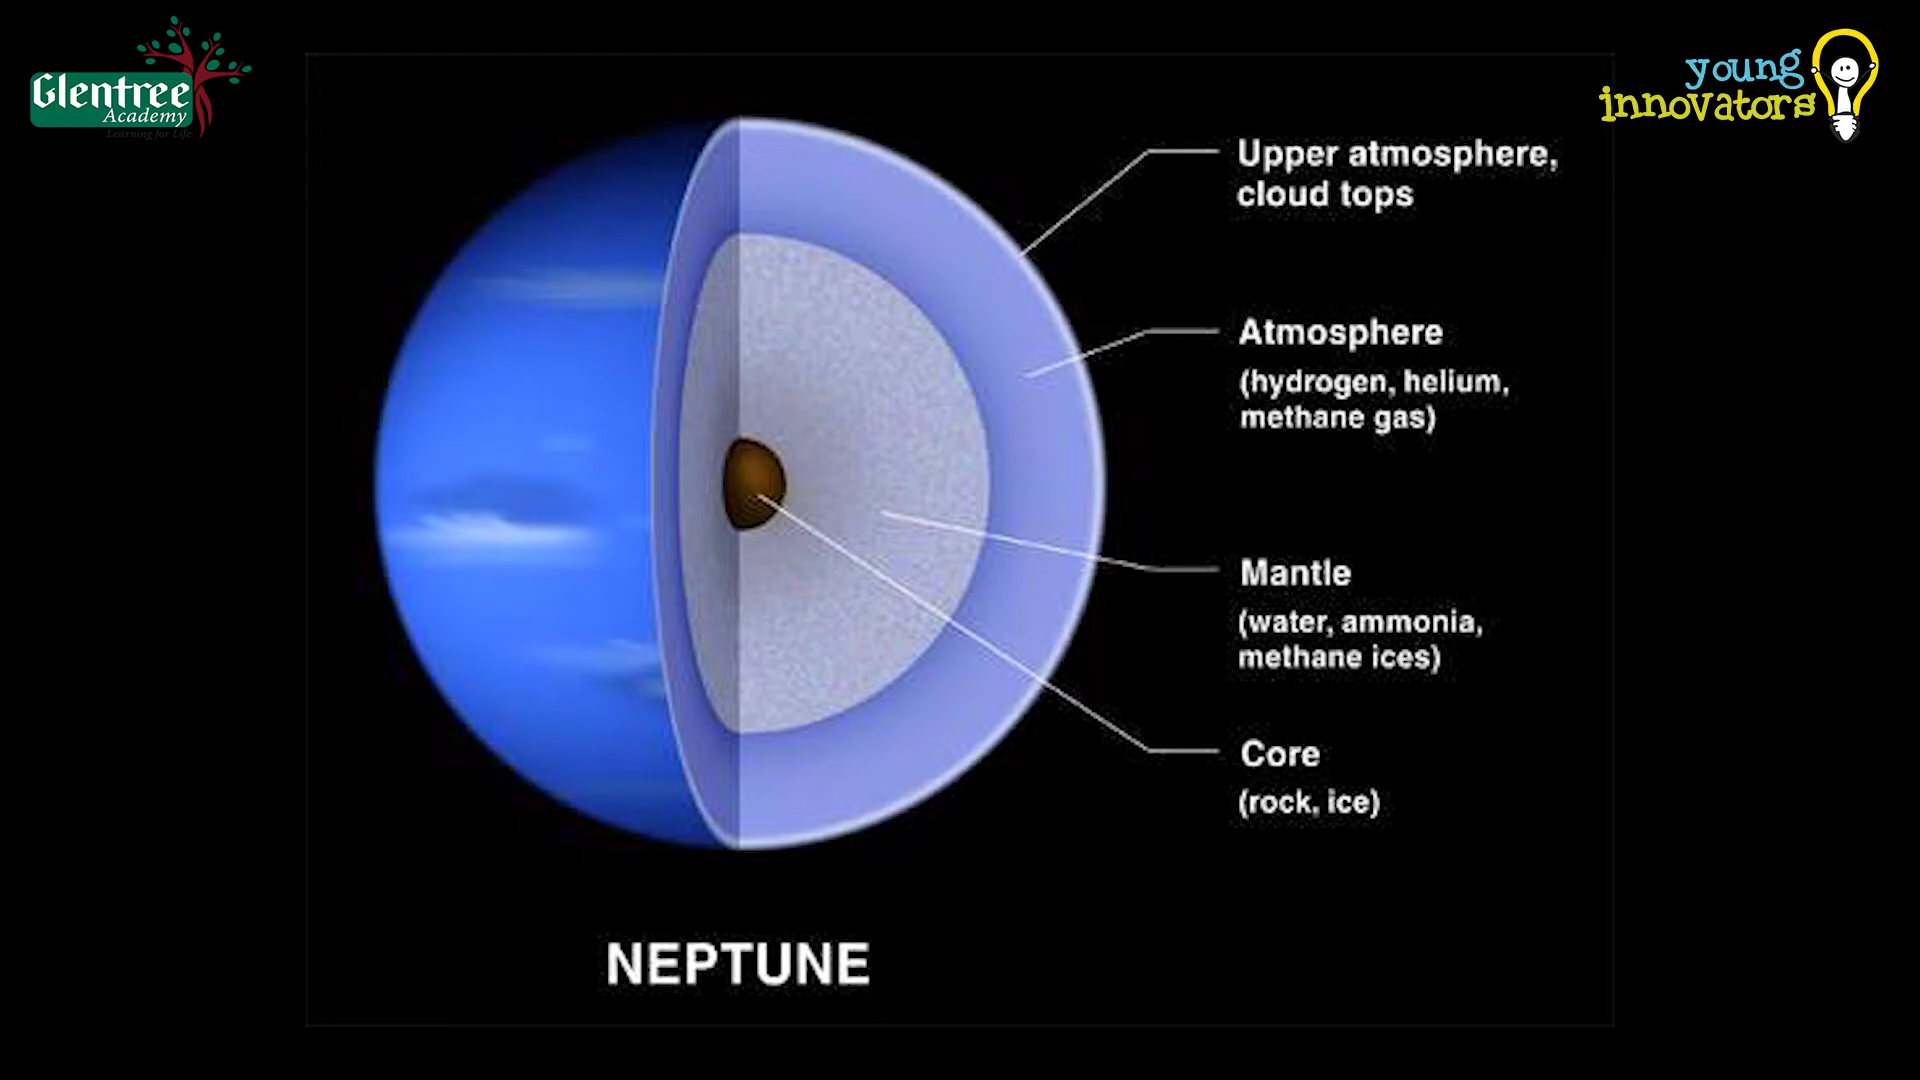 Glentree
Academy
Learning for Life
young
innovators
Upper atmosphere,
cloud tops
Atmosphere
(hydrogen, helium,
methane gas)
Mantle
(water, ammonia,
methane ices)
Core
(rock, ice)
NEPTUNE